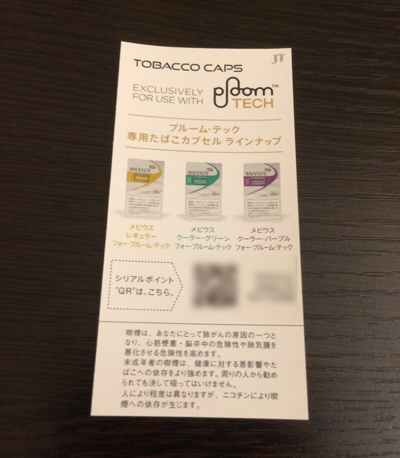 JT
TOBACCO CAPS
EXCLUSIVELY
FOR USE WITH
ploom™
TECH
プルーム・テック
専用たばこカプセル ラインナップ
MEVIUS
MEVIUS
MEVIUS
メビウス
レギュラー
フォー・プルーム・テック
メビウス
クーラー・グリーン
フォー・プルーム・テック
メビウス
クーラー・パープル
フォー・プルーム・テック
シリアルポイント
"QR"は、こちら。
喫煙は、あなたにとって肺がんの原因の一つと
なり、心筋梗塞・脳卒中の危険性や肺気腫を
悪化させる危険性を高めます。
未成年者の喫煙は、健康に対する悪影響やた
ばこへの依存をより強めます。周りの人から勧め
られても決して吸ってはいけません。
人により程度は異なりますが、ニコチンにより喫
煙への依存が生じます。